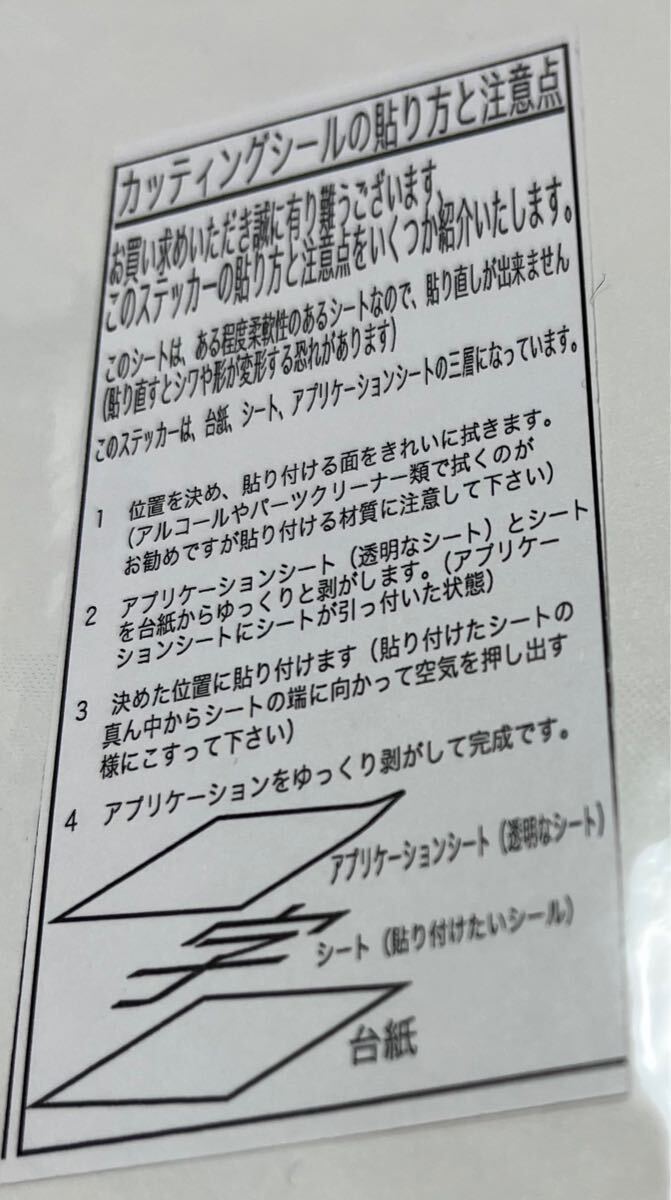 カッティングシールの貼り方と注意点
お買い求めいただき誠に有り難うございます、
このステッカーの貼り方と注意点をいくつか紹介いたします。
このシートは、ある程度柔軟性のあるシートなので、貼り直しが出来ません
(貼り直すとシワや形が変形する恐れがあります)
このステッカーは、台紙、シート、アプリケーションシートの三層になっています。
1 位置を決め、貼り付ける面をきれいに拭きます。
(アルコールやパーツクリーナー類で拭くのが
お勧めですが貼り付ける材質に注意して下さい)
2 アプリケーションシート(透明なシート)とシート
を台紙からゆっくりと剥がします。(アプリケー
ションシートにシートが引っ付いた状態)
3 決めた位置に貼り付けます(貼り付けたシートの
真ん中からシートの端に向かって空気を押し出す
様にこすって下さい)
4 アプリケーションをゆっくり剥がして完成です。
アプリケーションシート(透明なシート)
字
シート(貼り付けたいシール)
台紙